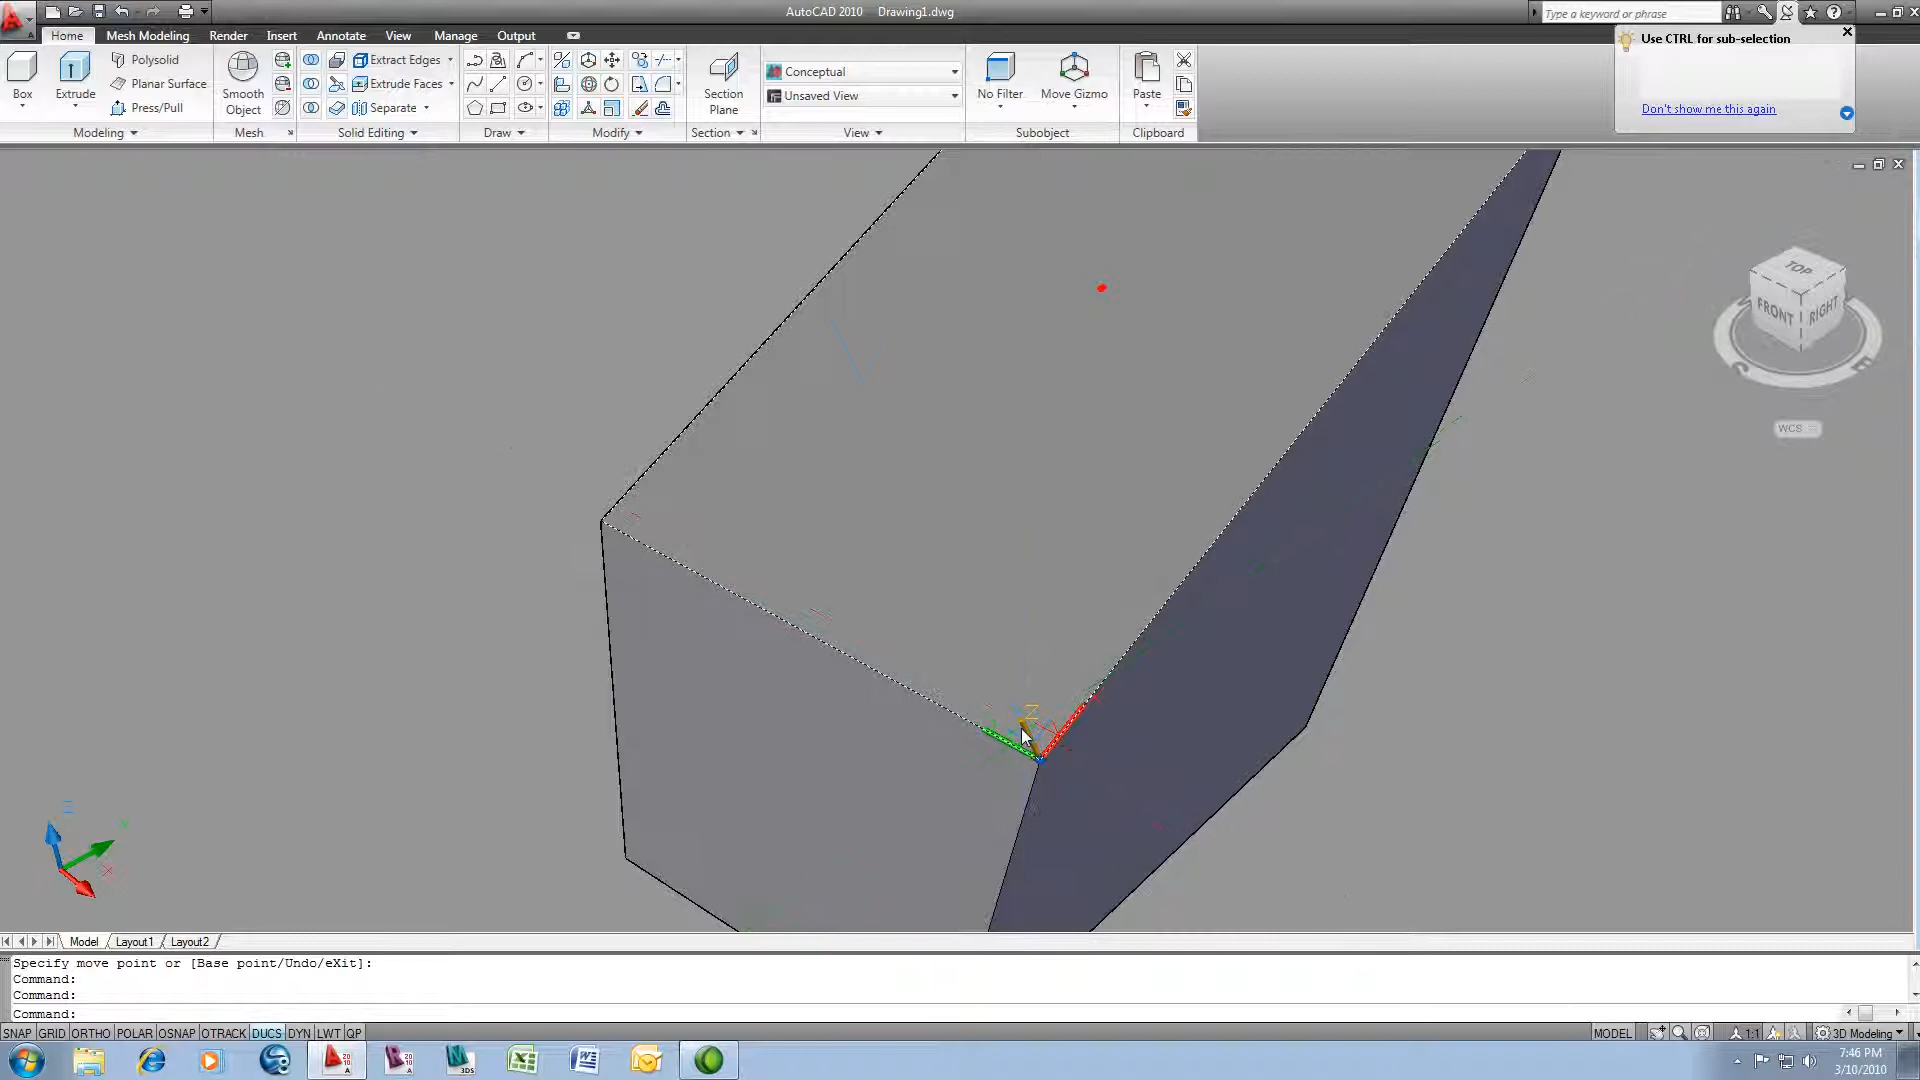 AutoCAD 2010 Drawing1.dwg
Type a keyword or phrase
Home Mesh Modeling Render Insert Annotate View Manage Output
Use CTRL for sub-selection
Don't show me this again
Box
Extrude
Polysolid
Planar Surface
Press/Pull
Modeling
Smooth
Object
Mesh
Extract Edges
Extrude Faces
Separate
Solid Editing
Draw
Modify
Section
Plane
Section
Conceptual
Unsaved View
View
No Filter
Move Gizmo
Subobject
Paste
Clipboard
TOP
FRONT
RIGHT
WCS
Z
Z
Y
X
Model Layout1 Layout2
Specify move point or [Base point/Undo/eXit]:
Command:
Command:
Command:
SNAP GRID ORTHO POLAR OSNAP OTRACK DUCS DYN LWT QP
MODEL
1:1
3D Modeling
7:46 PM
3/10/2010